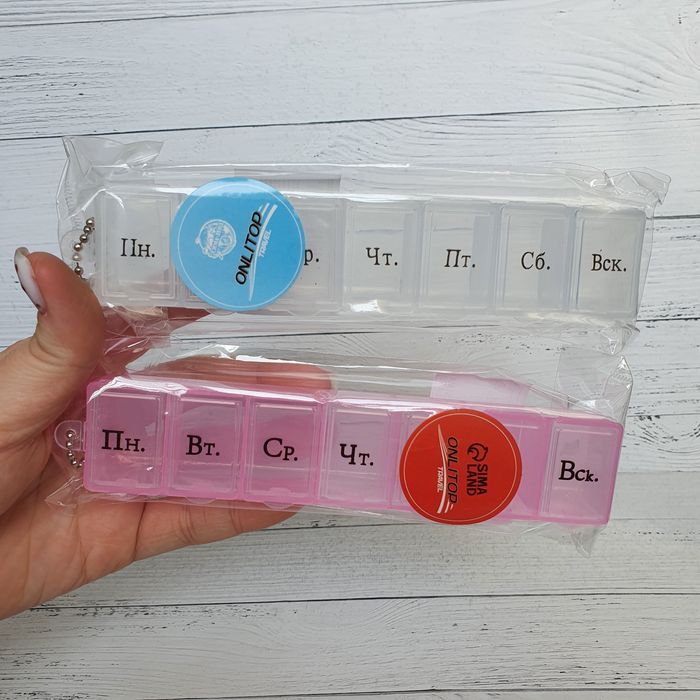 Пн.
ONLITOP
TRAVEL
р. Чт. Пт. Сб. Вск.
Пн. Вт. Ср. Чт.
SIMA
LAND
ONLITOP
TRAVEL
Вск.